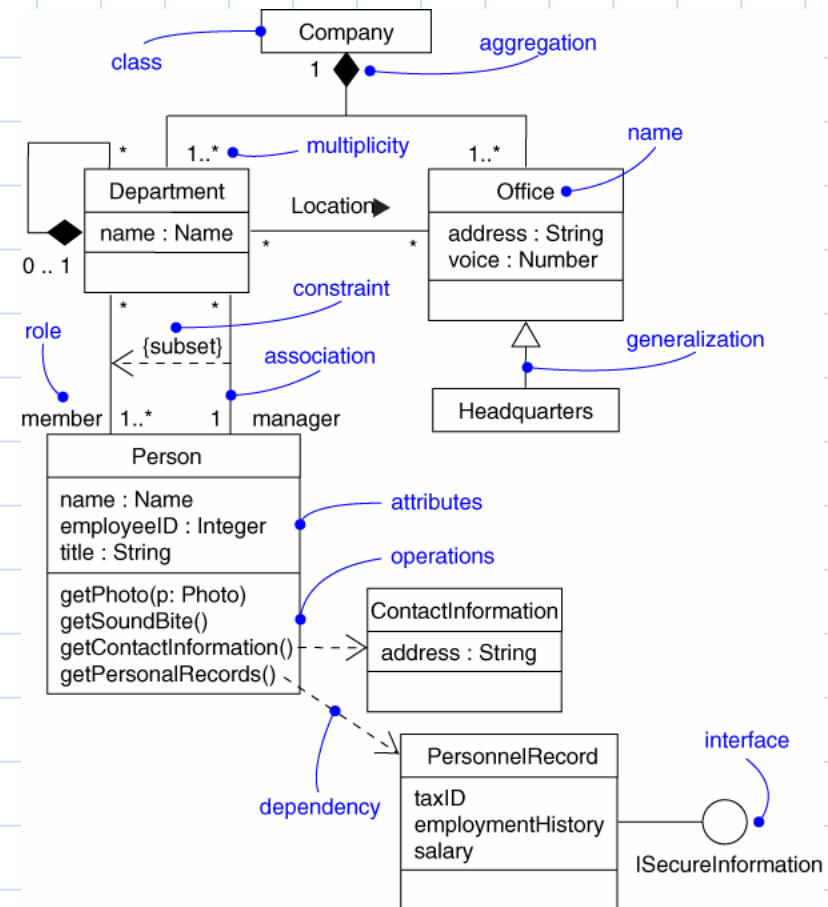 Company
aggregation
class
1
name
*
1..*
multiplicity
1..*
Department
Office
Location
name : Name
address : String
voice : Number
*
*
0 .. 1
constraint
*
*
role
{subset}
association
generalization
member
1..*
1
manager
Headquarters
Person
name : Name
employeeID : Integer
title : String
attributes
operations
getPhoto(p: Photo)
getSoundBite()
getContactInformation()
getPersonalRecords()
ContactInformation
address : String
interface
PersonnelRecord
dependency
taxID
employmentHistory
salary
ISecureInformation